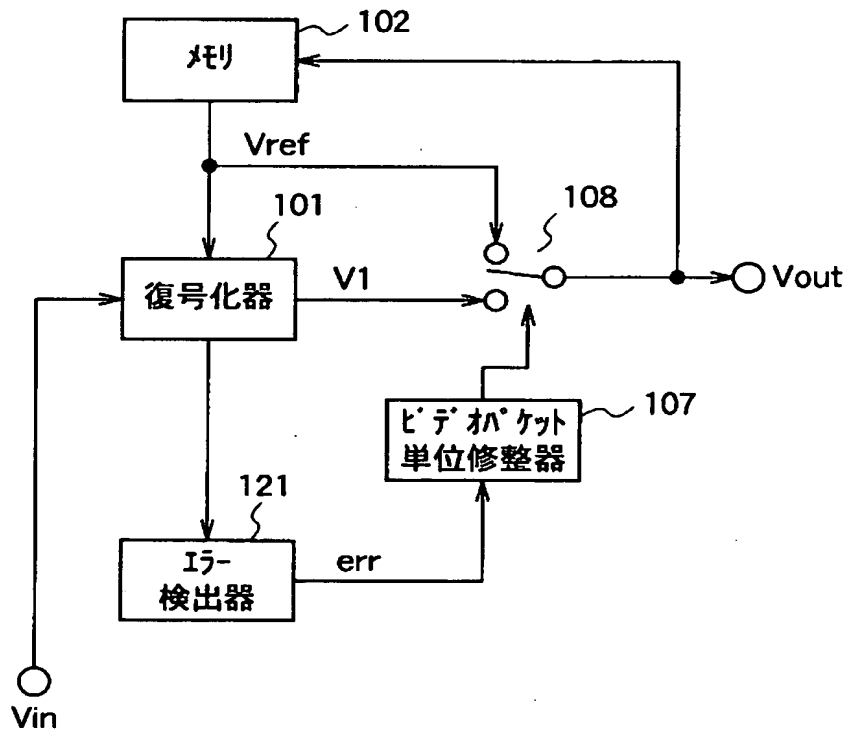 102
メモリ
Vref
101
108
復号化器
V1
Vout
ビデオパケット
単位修整器
107
121
エラー
検出器
err
Vin